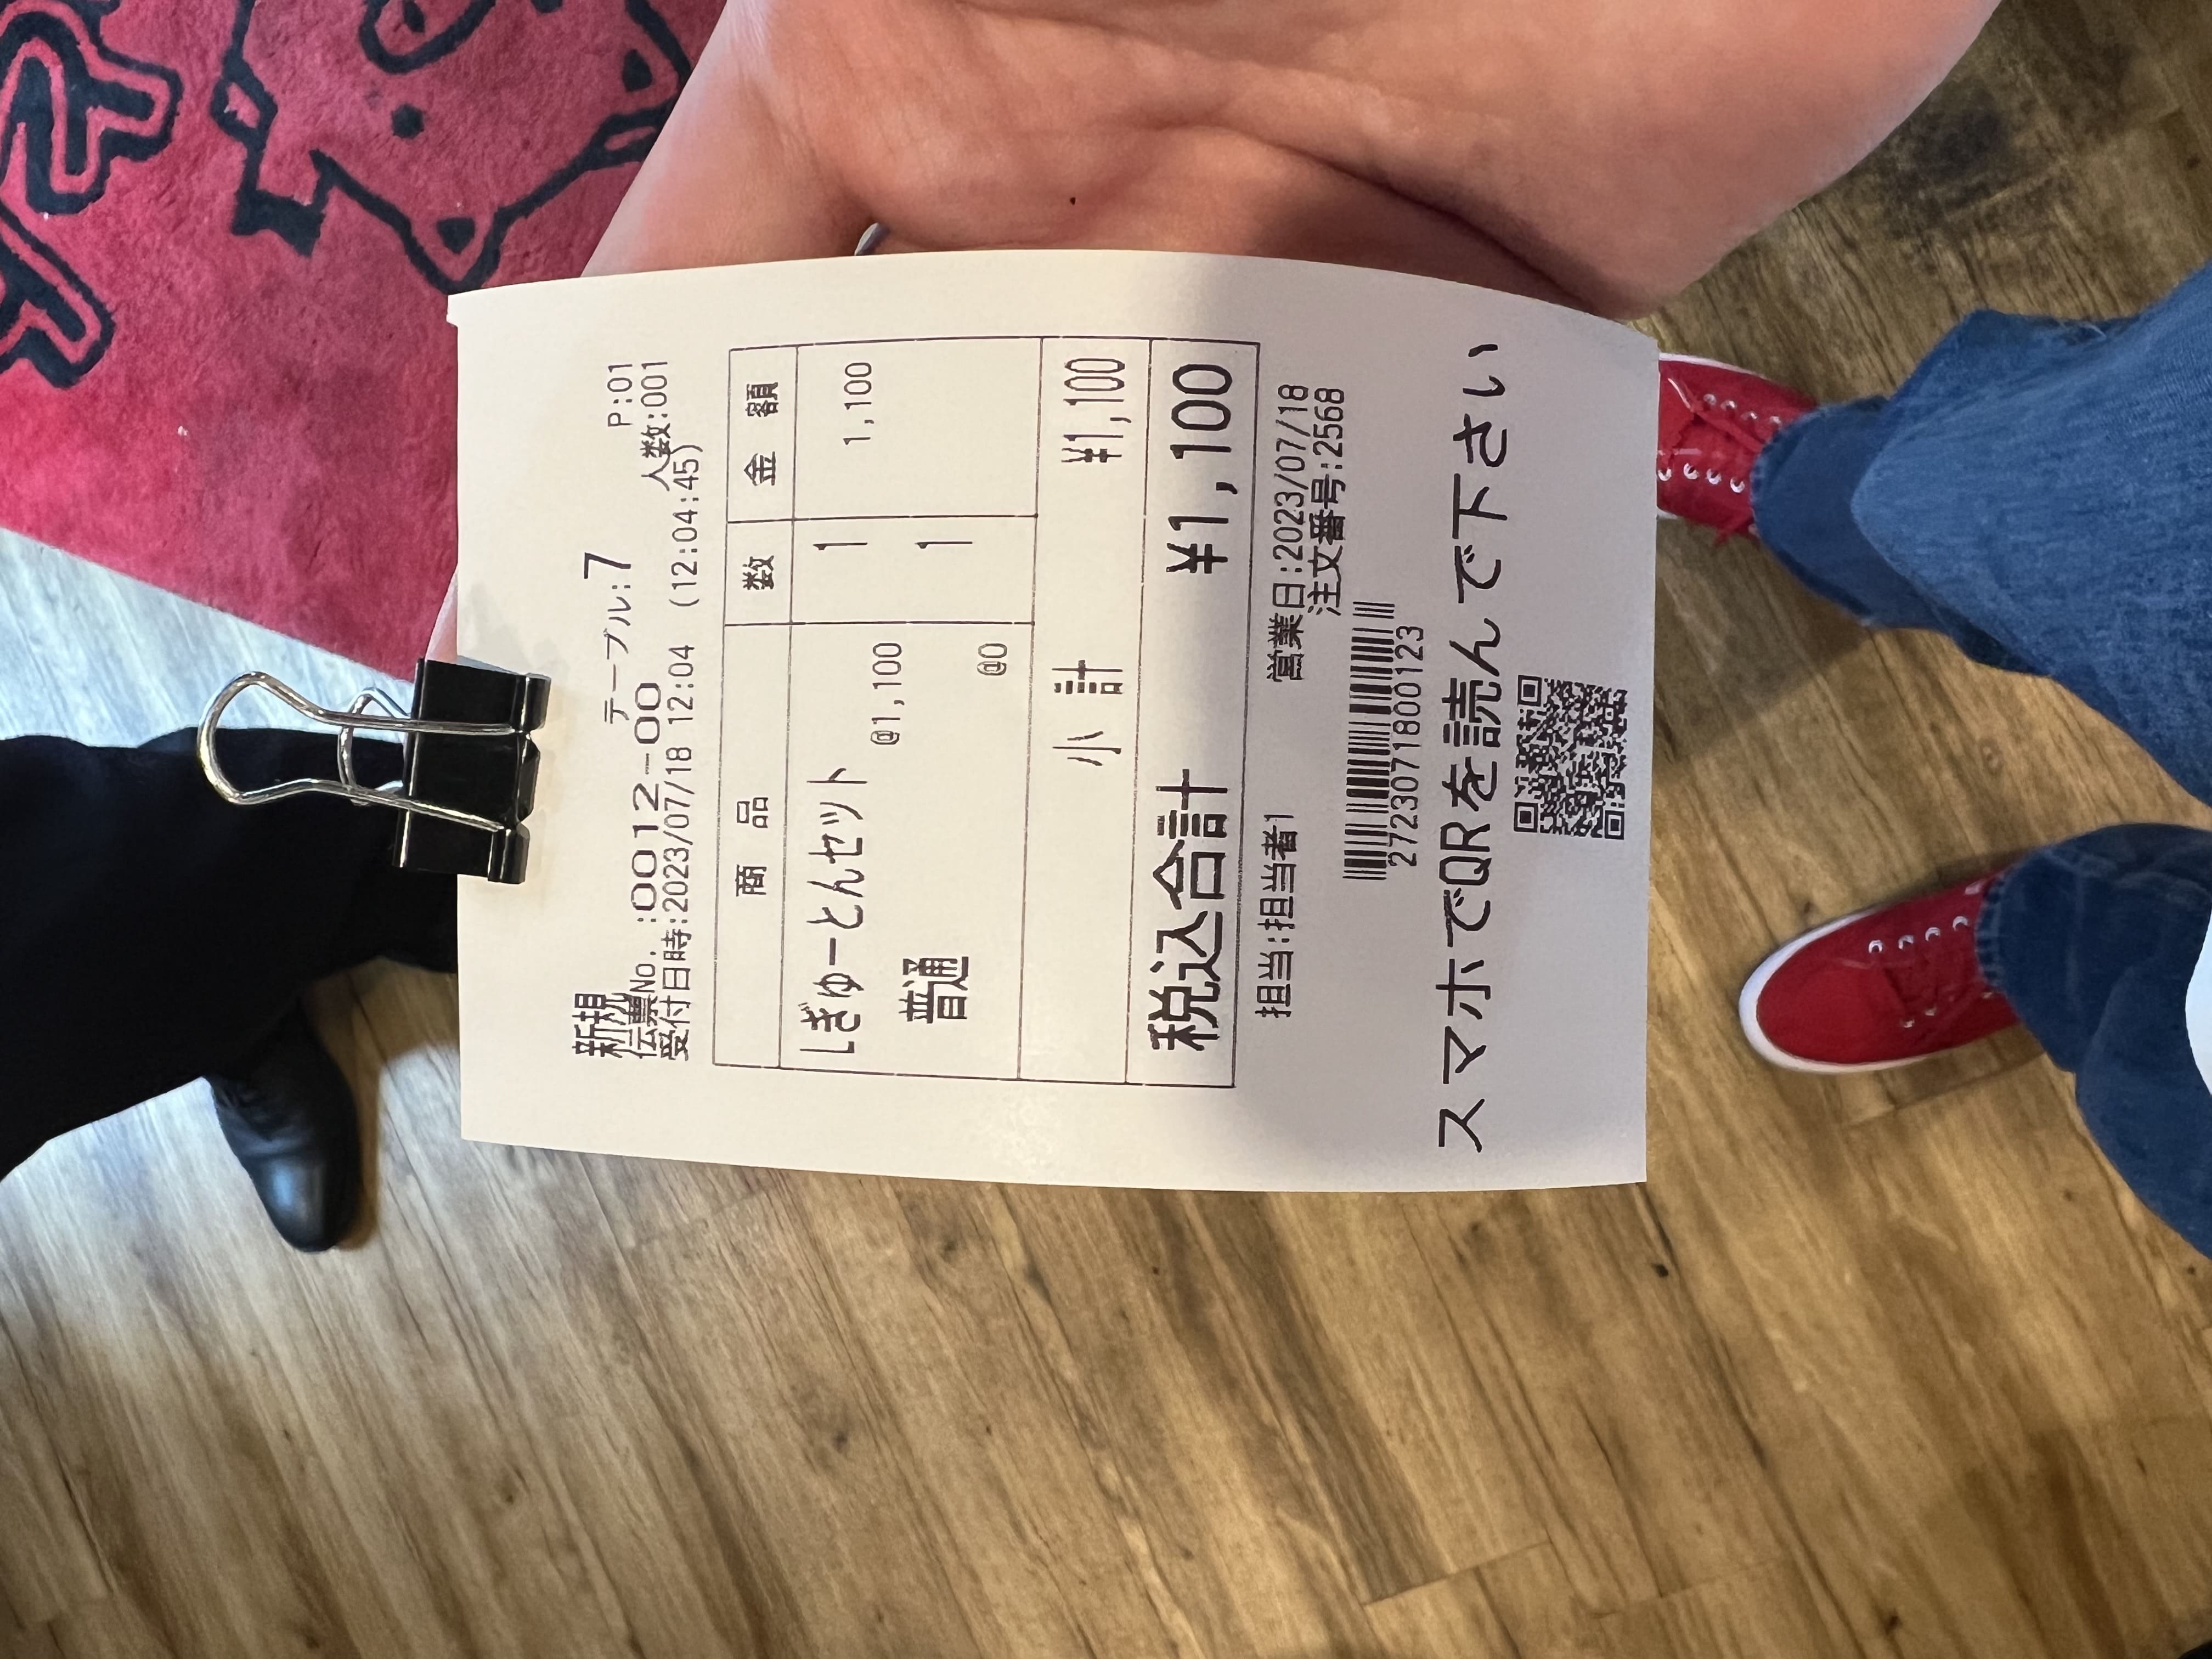 新規 テーブル:7 P:01
伝票No. :0012-00 人数:001
受付日時:2023/07/18 12:04 (12:04:45)
商 品 数 金 額
Lぎゅーとんセット 1 1,100
@1,100
普通 1
@0
小 計 ¥1,100
税込合計 ¥1,100
担当:担当者1 営業日:2023/07/18
注文番号:2568
2723071800123
スマホでQRを読んで下さい